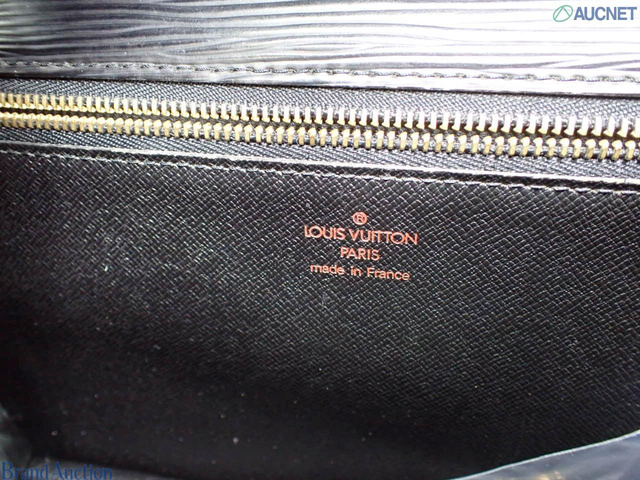 AUCNET
®
LOUIS VUITTON
PARIS
made in France
Brand Auction